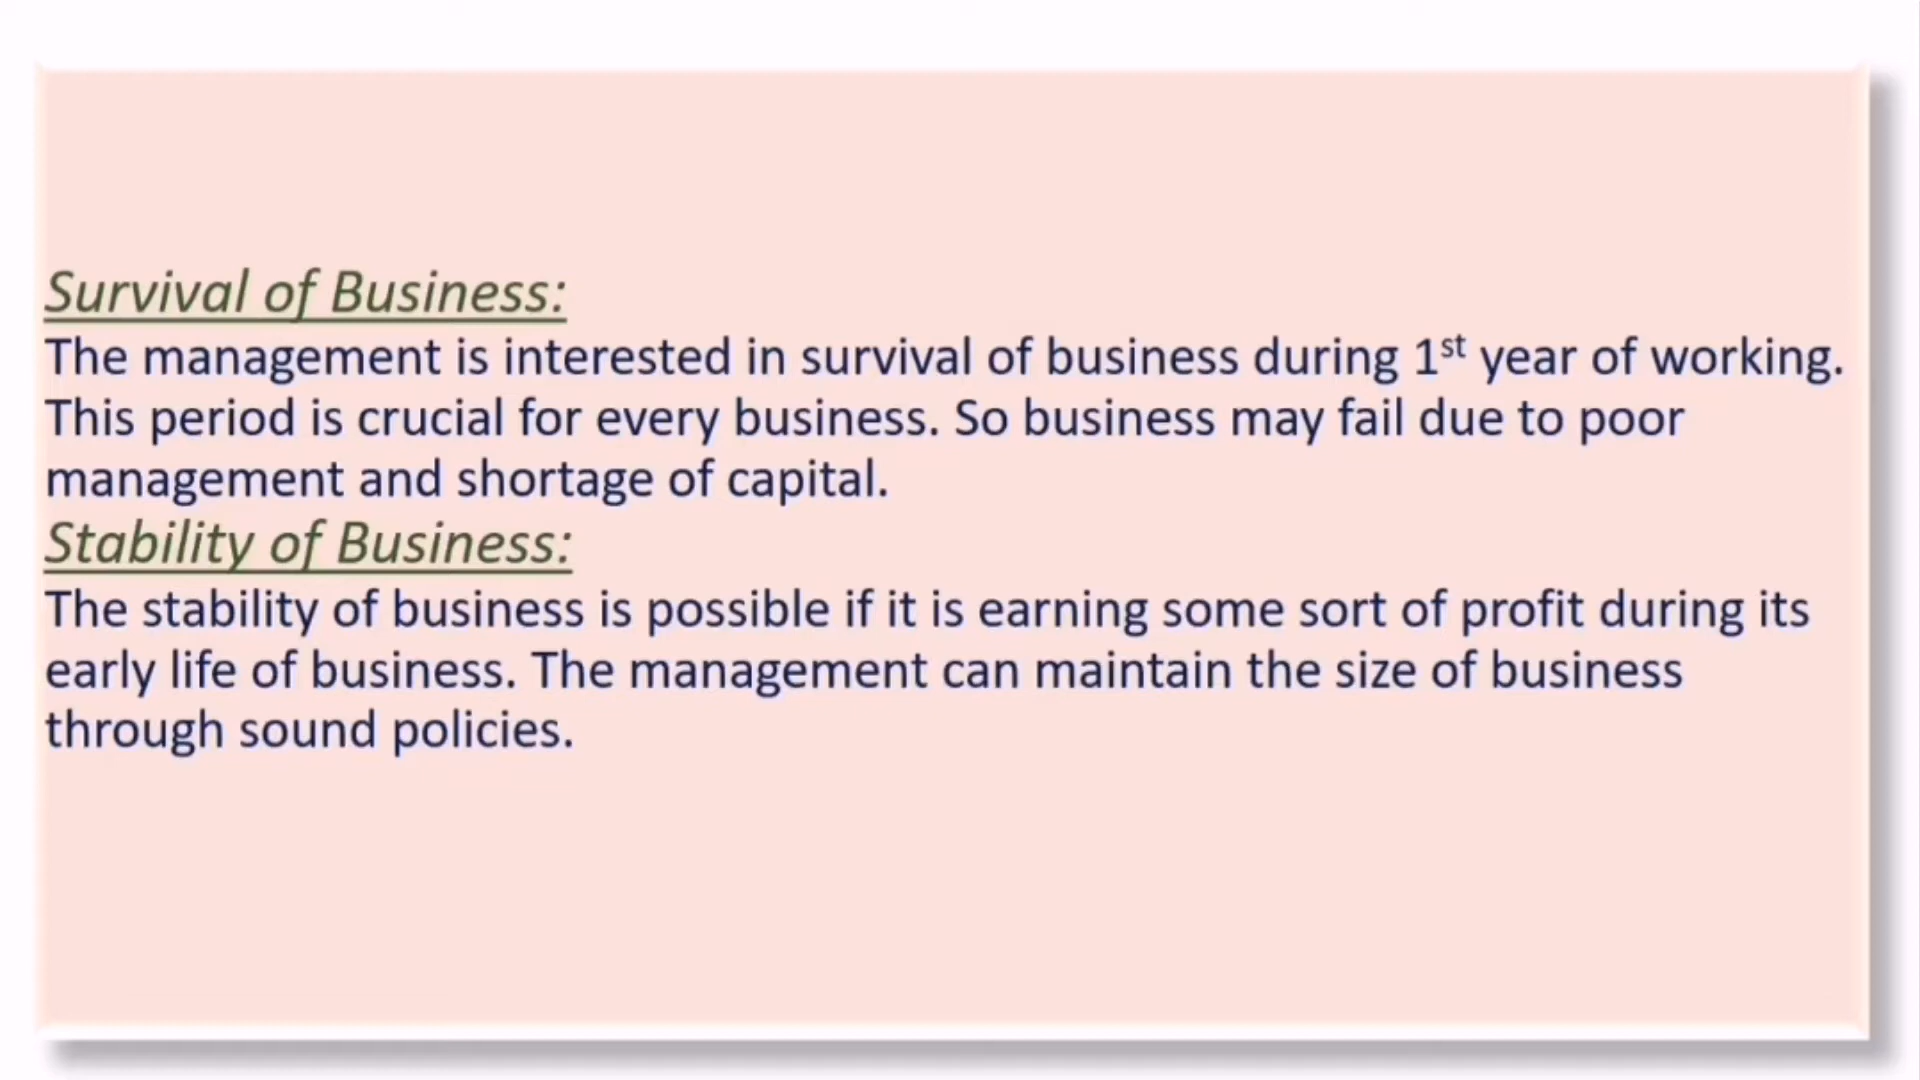 Survival of Business:
The management is interested in survival of business during 1st year of working.
This period is crucial for every business. So business may fail due to poor
management and shortage of capital.
Stability of Business:
The stability of business is possible if it is earning some sort of profit during its
early life of business. The management can maintain the size of business
through sound policies.